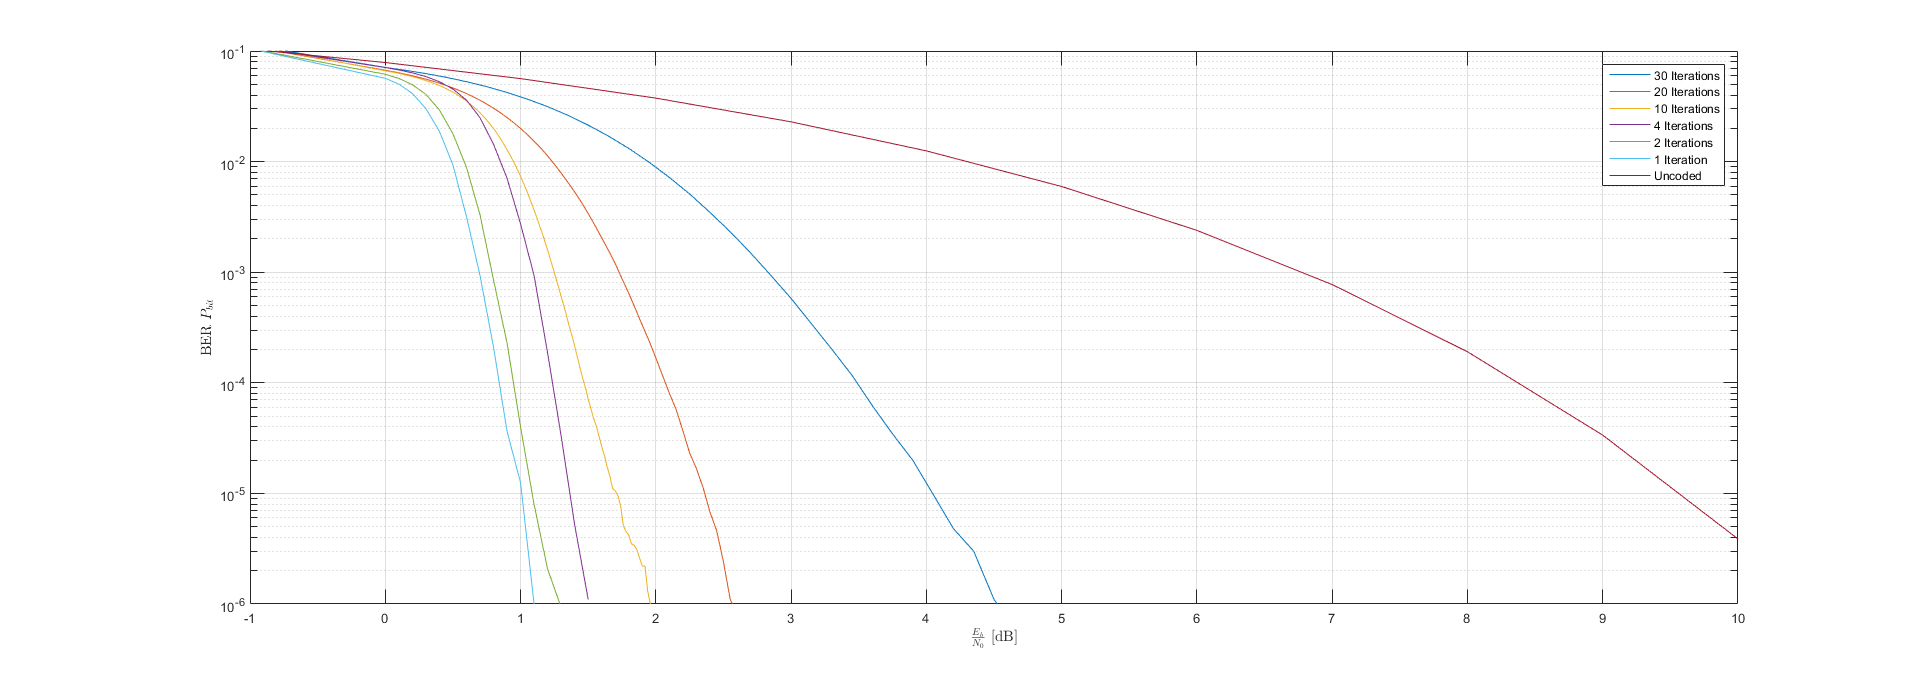 10^-1
10^-2
10^-3
10^-4
10^-5
10^-6
BER P_bit
30 Iterations
20 Iterations
10 Iterations
4 Iterations
2 Iterations
1 Iteration
Uncoded
-1 0 1 2 3 4 5 6 7 8 9 10
E_b/N_0 [dB]